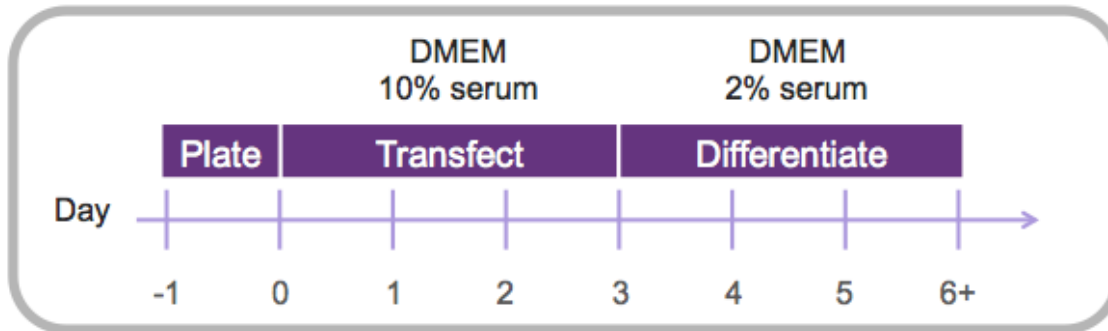 DMEM
10% serum
DMEM
2% serum
Plate Transfect Differentiate
Day
-1 0 1 2 3 4 5 6+